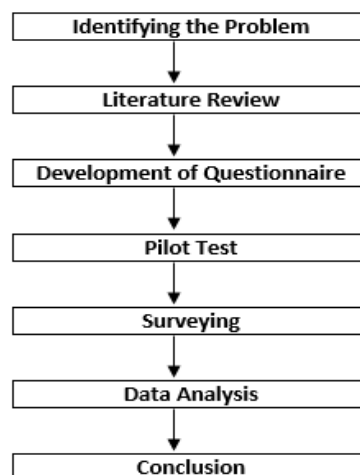 Identifying the Problem
Literature Review
Development of Questionnaire
Pilot Test
Surveying
Data Analysis
Conclusion